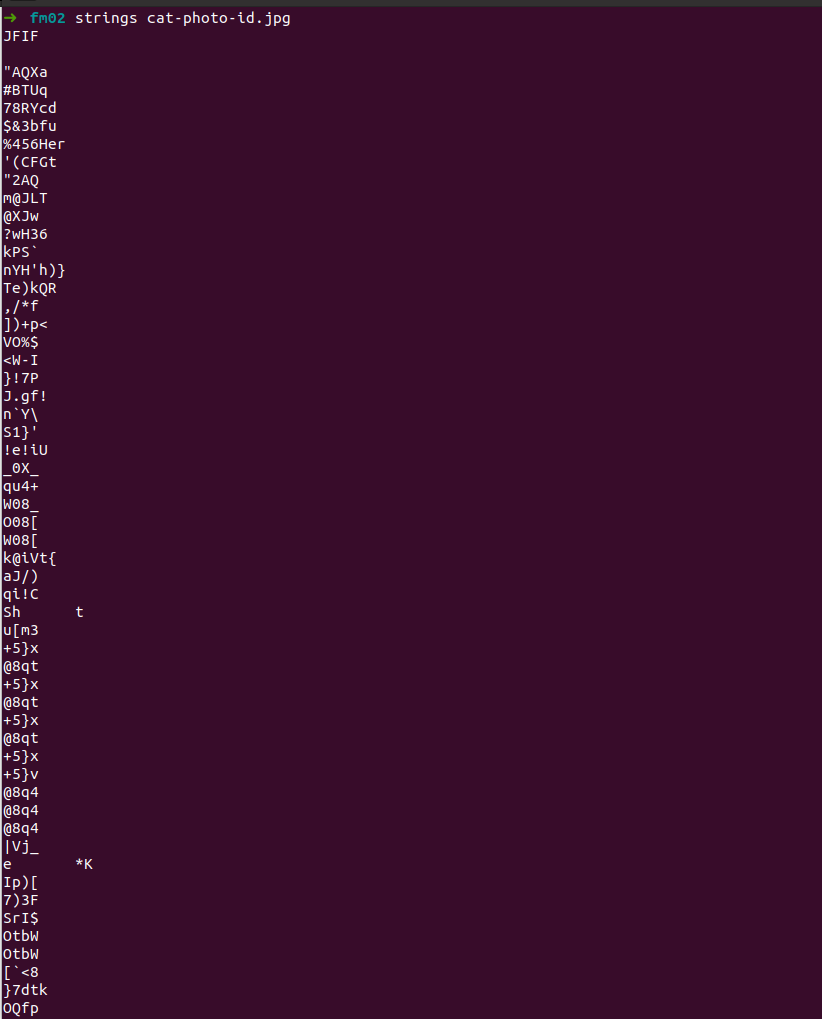 → fm02 strings cat-photo-id.jpg
JFIF
"AQXa
#BTUq
78RYcd
$&3bfu
%456Her
'(CFGt
"2AQ
m@JLT
@XJw
?wH36
kPS`
nYH'h)}
Te)kQR
,/*f
])+p<
VO%$
<W-I
}!7P
J.gf!
n`Y\
S1}'
!e!iU
_0X_
qu4+
W08_
O08[
W08[
k@iVt{
aJ/)
qi!C
Sh	t
u[m3
+5}x
@8qt
+5}x
@8qt
+5}x
@8qt
+5}x
+5}v
@8q4
@8q4
@8q4
|Vj_
e	*K
Ip)[
7)3F
SrI$
OtbW
OtbW
[`<8
}7dtk
OQfp